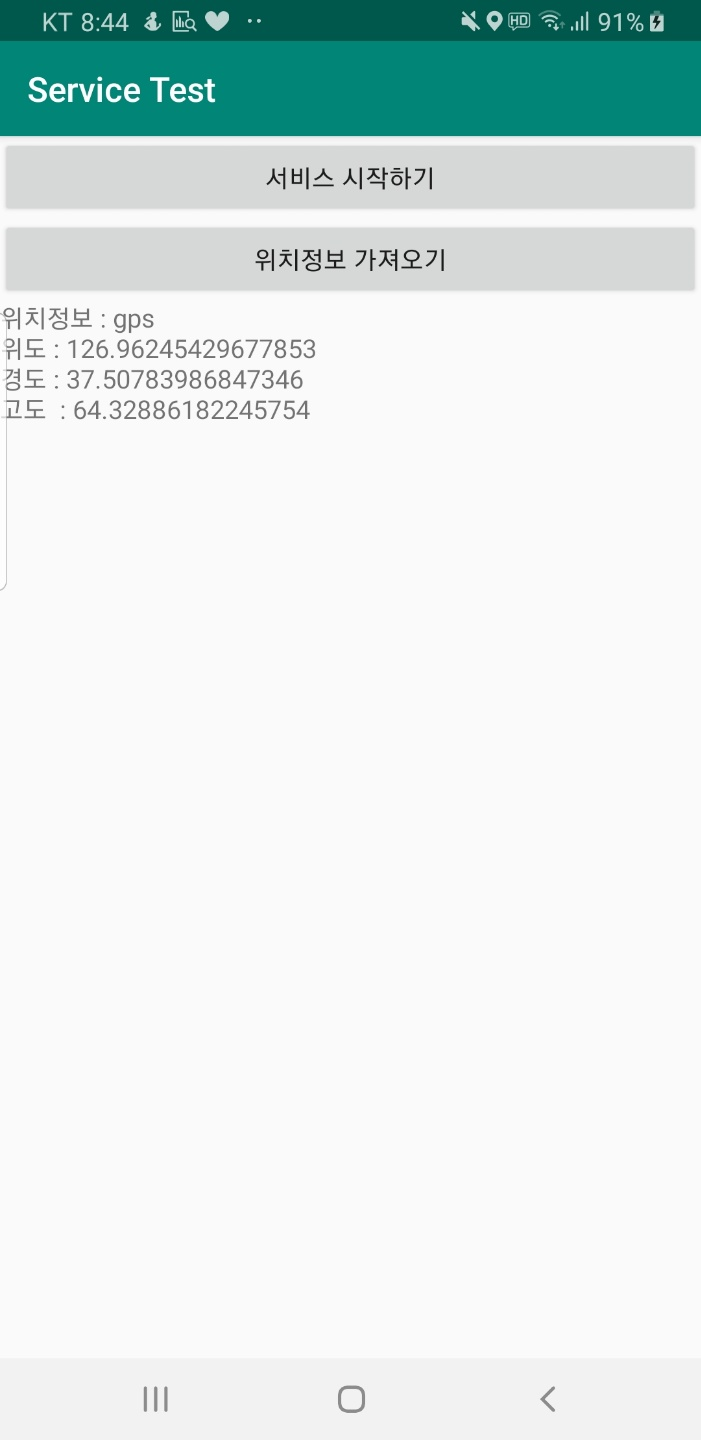 KT 8:44
HD
91%
Service Test
서비스 시작하기
위치정보 가져오기
위치정보 : gps
위도 : 126.96245429677853
경도 : 37.50783986847346
고도  : 64.32886182245754